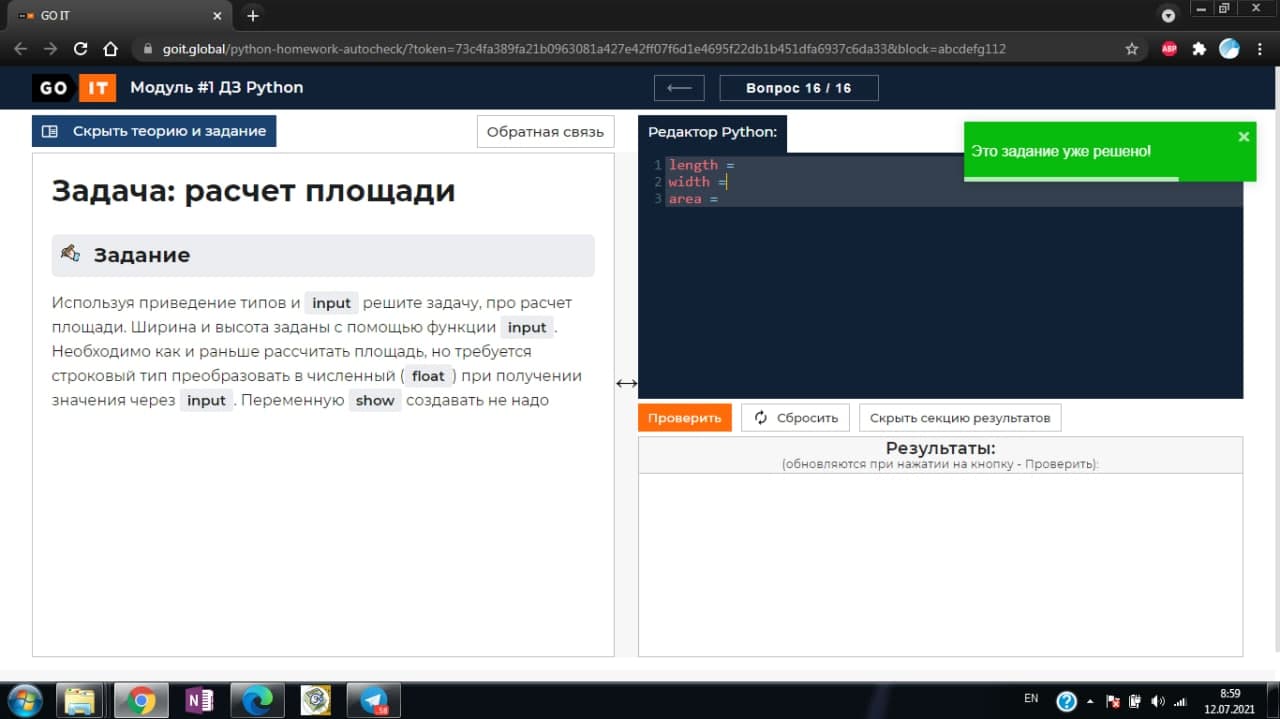 GO IT
goit.global/python-homework-autocheck/?token=73c4fa389fa21b0963081a427e42ff07f6d1e4695f22db1b451dfa6937c6da33&block=abcdefg112
ABP
GO IT
Модуль #1 ДЗ Python
Вопрос 16 / 16
Скрыть теорию и задание
Обратная связь
Задача: расчет площади
Задание
Используя приведение типов и input решите задачу, про расчет
площади. Ширина и высота заданы с помощью функции input .
Необходимо как и раньше рассчитать площадь, но требуется
строковый тип преобразовать в численный ( float ) при получении
значения через input . Переменную show создавать не надо
Редактор Python:
Это задание уже решено!
1 length =
2 width =
3 area =
Проверить
Сбросить
Скрыть секцию результатов
Результаты:
(обновляются при нажатии на кнопку - Проверить):
N
58
EN
8:59
12.07.2021